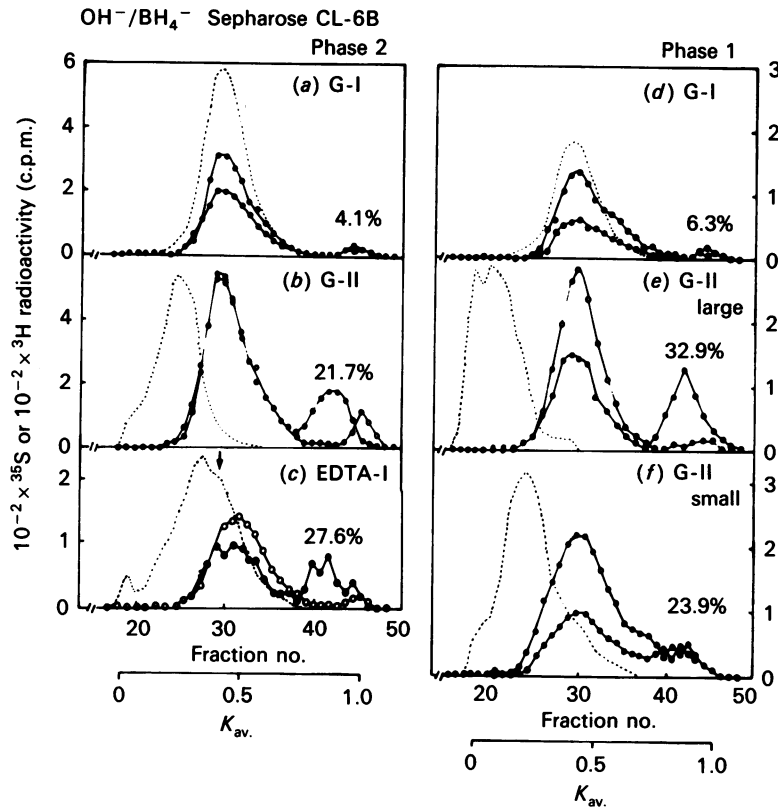 OH⁻/BH₄⁻ Sepharose CL-6B
Phase 2
Phase 1
10⁻² × ³⁵S or 10⁻² × ³H radioactivity (c.p.m.)
6
4
2
0
(a) G-I
4.1%
4
2
0
(b) G-II
21.7%
2
1
0
(c) EDTA-I
27.6%
20 30 40 50
Fraction no.
0 0.5 1.0
Kav.
(d) G-I
6.3%
3
2
1
0
(e) G-II
large
32.9%
2
1
0
(f) G-II
small
23.9%
3
2
1
0
20 30 40 50
Fraction no.
0 0.5 1.0
Kav.